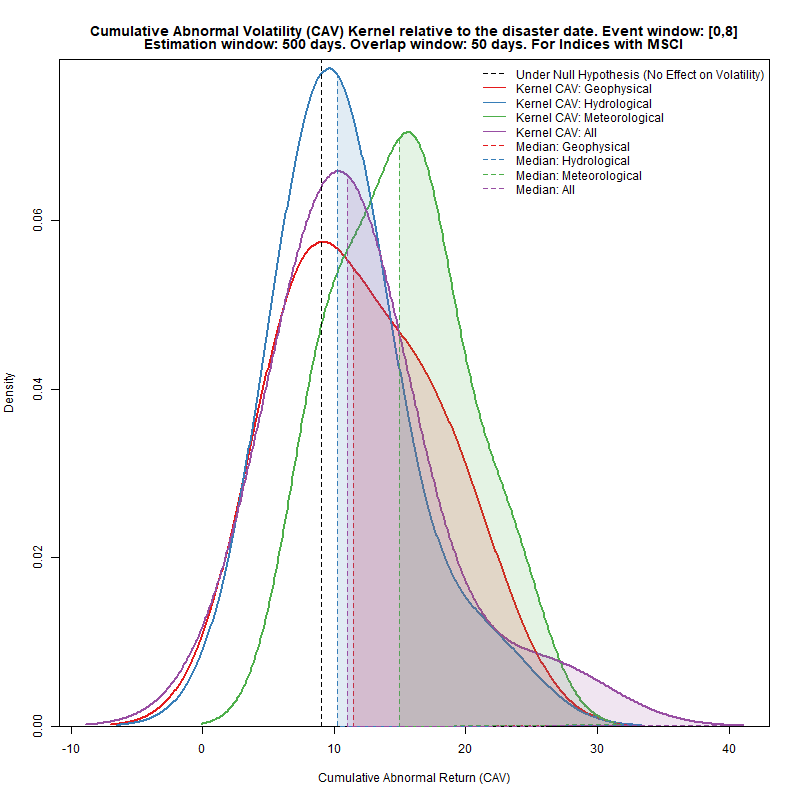 Cumulative Abnormal Volatility (CAV) Kernel relative to the disaster date. Event window: [0,8]
Estimation window: 500 days. Overlap window: 50 days. For Indices with MSCI
Under Null Hypothesis (No Effect on Volatility)
Kernel CAV: Geophysical
Kernel CAV: Hydrological
Kernel CAV: Meteorological
Kernel CAV: All
Median: Geophysical
Median: Hydrological
Median: Meteorological
Median: All
Density
0.06
0.04
0.02
0.00
-10 0 10 20 30 40
Cumulative Abnormal Return (CAV)